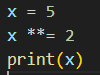 x = 5
x **= 2
print(x)